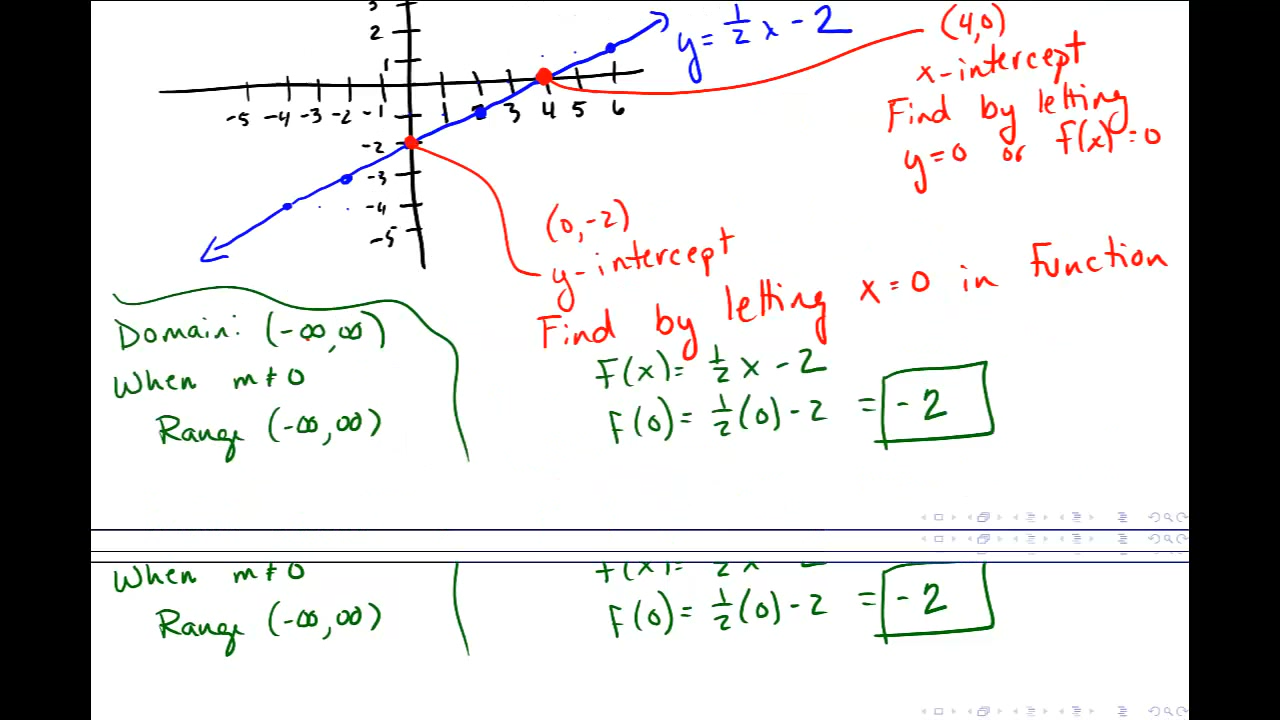 3
2
1
-5 -4 -3 -2 -1 1 2 3 4 5 6
-2
-3
-4
-5
y = 1/2 x - 2
(4,0)
x-intercept
Find by letting
y=0 or f(x)=0
(0,-2)
y-intercept
Find by letting x=0 in function
Domain: (-∞,∞)
When m≠0
Range (-∞,∞)
F(x) = 1/2 x - 2
F(0) = 1/2 (0) - 2 = -2
When m≠0
Range (-∞,∞)
F(x) = 1/2 x - 2
F(0) = 1/2 (0) - 2 = -2